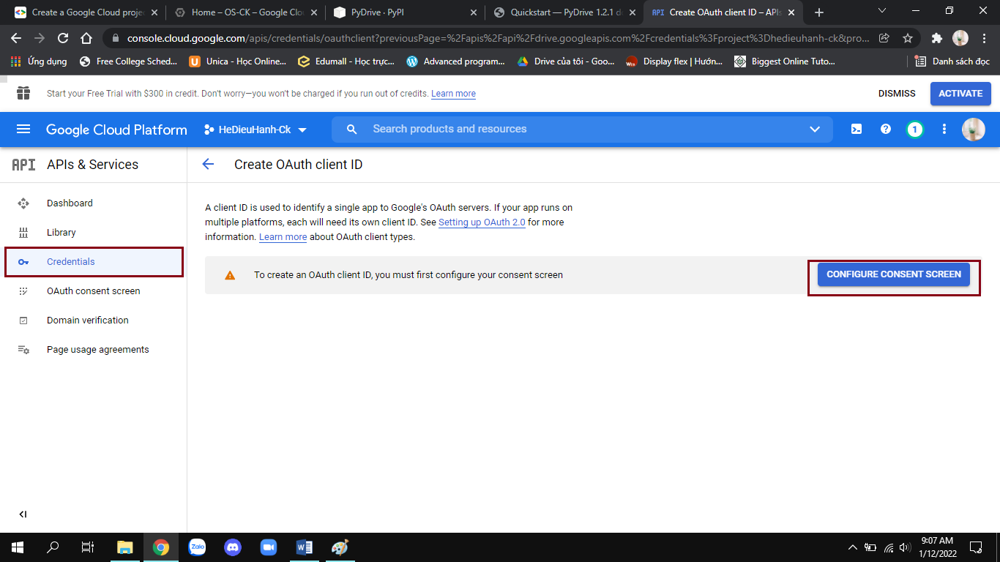 Create a Google Cloud proje
Home – OS-CK – Google Clo
PyDrive · PyPI
Quickstart — PyDrive 1.2.1 d
API Create OAuth client ID – APIs
console.cloud.google.com/apis/credentials/oauthclient?previousPage=%2Fapis%2Fapi%2Fdrive.googleapis.com%2Fcredentials%3Fproject%3Dhedieuhanh-ck&pro...
Ứng dụng
Free College Sched...
Unica - Học Online...
Edumall - Học trực...
Advanced program...
Drive của tôi - Goo...
Display flex | Hướn...
Biggest Online Tuto...
Danh sách đọc
Start your Free Trial with $300 in credit. Don't worry—you won't be charged if you run out of credits. Learn more
DISMISS
ACTIVATE
Google Cloud Platform
HeDieuHanh-Ck
Search products and resources
1
API APIs & Services
Create OAuth client ID
Dashboard
Library
Credentials
OAuth consent screen
Domain verification
Page usage agreements
A client ID is used to identify a single app to Google's OAuth servers. If your app runs on
multiple platforms, each will need its own client ID. See Setting up OAuth 2.0 for more
information. Learn more about OAuth client types.
To create an OAuth client ID, you must first configure your consent screen
CONFIGURE CONSENT SCREEN
Zalo
9:07 AM
1/12/2022